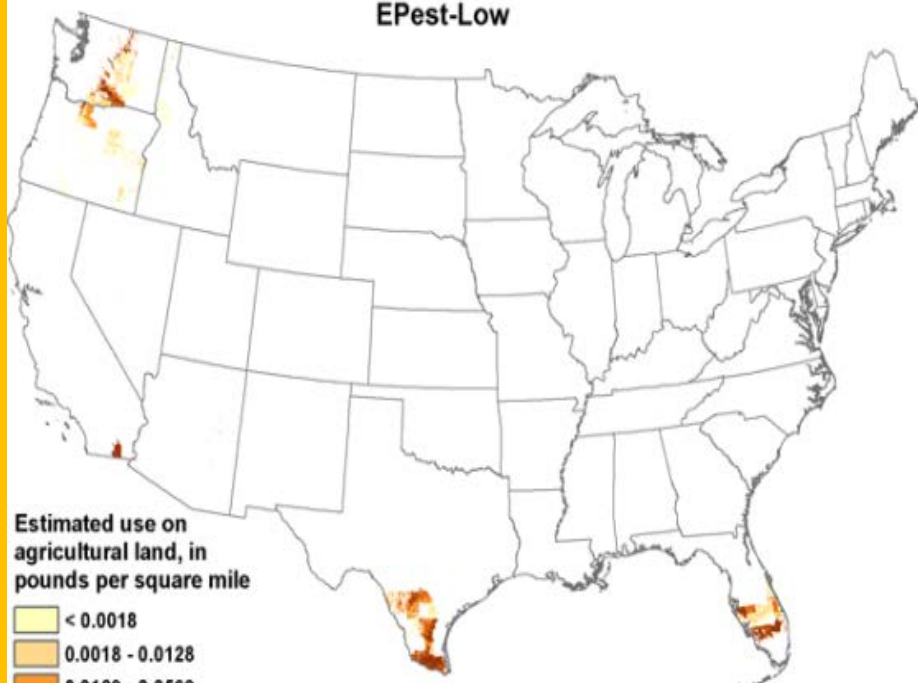 EPest-Low
Estimated use on
agricultural land, in
pounds per square mile
< 0.0018
0.0018 - 0.0128